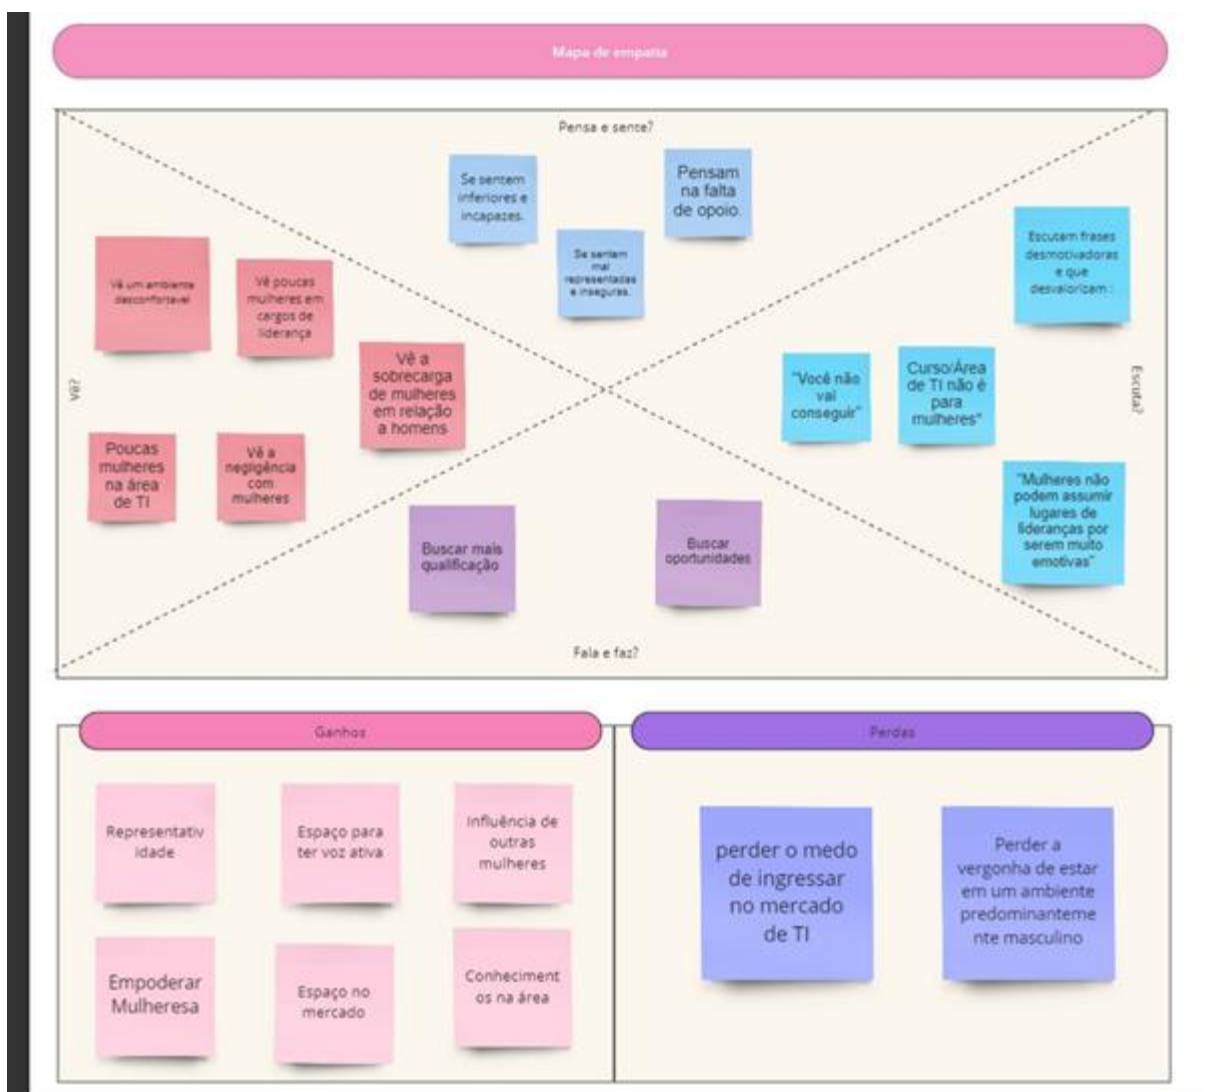 Mapa de empatia
Pensa e sente?
Se sentem
inferiores e
incapazes.
Pensam
na falta
de opoio.
Se sentem
mal
representadas
e inseguras.
Vê?
Vê um ambiente
desconfortavel
Vê poucas
mulheres em
cargos de
liderança
Vê a
sobrecarga
de mulheres
em relação
a homens
Poucas
mulheres
na área
de TI
Vê a
negligência
com
mulheres
Escuta?
Escutam frases
desmotivadoras
e que
desvalorizam :
"Você não
vai
conseguir"
Curso/Área
de TI não é
para
mulheres"
"Mulheres não
podem assumir
lugares de
lideranças por
serem muito
emotivas"
Buscar mais
qualificação
Buscar
oportunidades
Fala e faz?
Ganhos
Representativ
idade
Espaço para
ter voz ativa
Influência de
outras
mulheres
Empoderar
Mulheresa
Espaço no
mercado
Conheciment
os na área
Perdas
perder o medo
de ingressar
no mercado
de TI
Perder a
vergonha de estar
em um ambiente
predominanteme
nte masculino